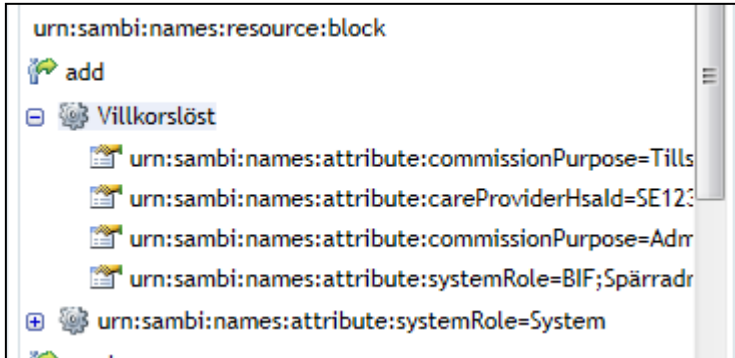 urn:sambi:names:resource:block
add
Villkorslöst
urn:sambi:names:attribute:commissionPurpose=Tills
urn:sambi:names:attribute:careProviderHsaId=SE123
urn:sambi:names:attribute:commissionPurpose=Adm
urn:sambi:names:attribute:systemRole=BIF;Spärradr
urn:sambi:names:attribute:systemRole=System